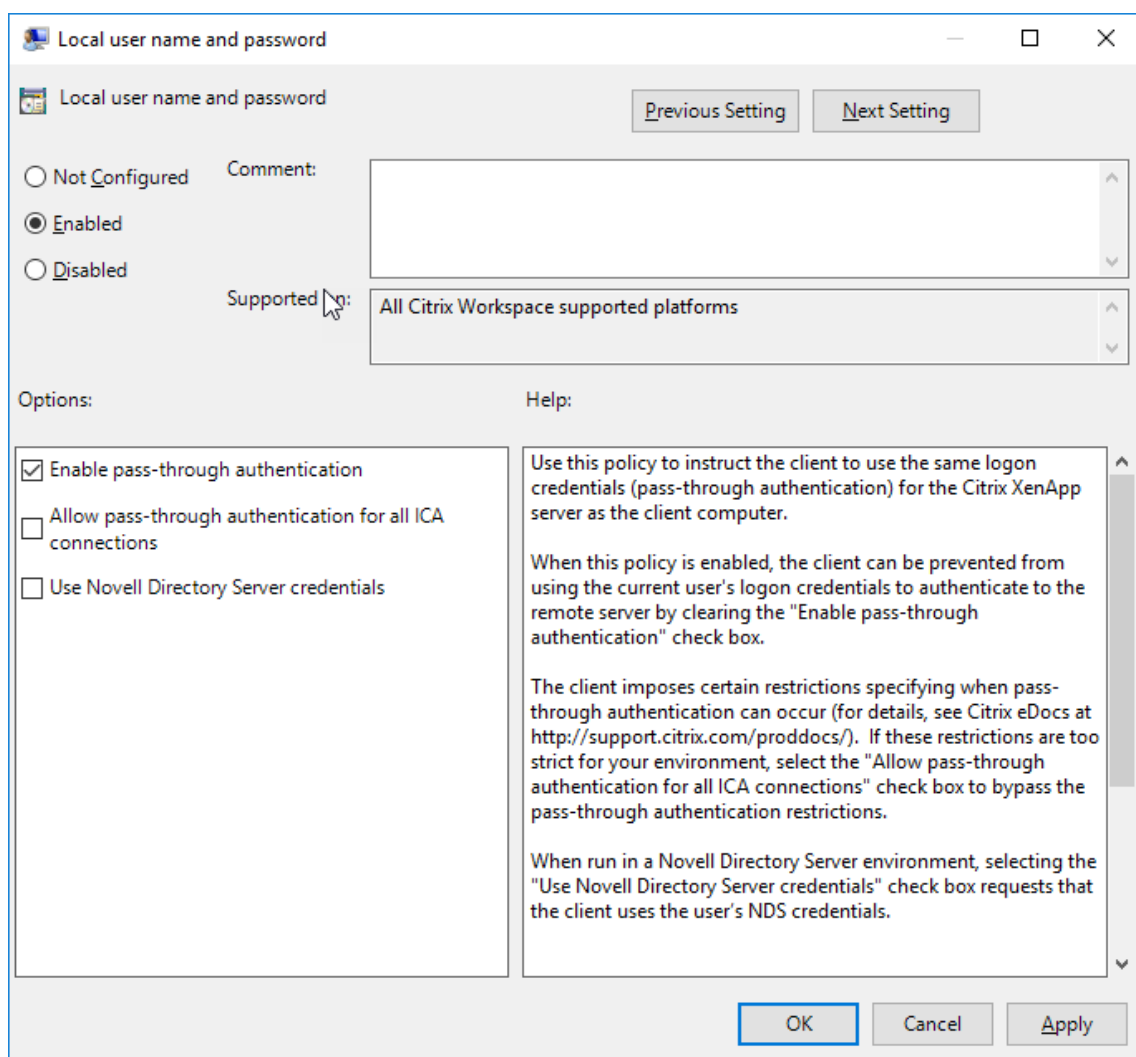 Local user name and password
Local user name and password
Previous Setting
Next Setting
Not Configured
Comment:
Enabled
Disabled
Supported on:
All Citrix Workspace supported platforms
Options:
Help:
Enable pass-through authentication
Allow pass-through authentication for all ICA
connections
Use Novell Directory Server credentials
Use this policy to instruct the client to use the same logon
credentials (pass-through authentication) for the Citrix XenApp
server as the client computer.
When this policy is enabled, the client can be prevented from
using the current user's logon credentials to authenticate to the
remote server by clearing the "Enable pass-through
authentication" check box.
The client imposes certain restrictions specifying when pass-
through authentication can occur (for details, see Citrix eDocs at
http://support.citrix.com/proddocs/).  If these restrictions are too
strict for your environment, select the "Allow pass-through
authentication for all ICA connections" check box to bypass the
pass-through authentication restrictions.
When run in a Novell Directory Server environment, selecting the
"Use Novell Directory Server credentials" check box requests that
the client uses the user's NDS credentials.
OK
Cancel
Apply